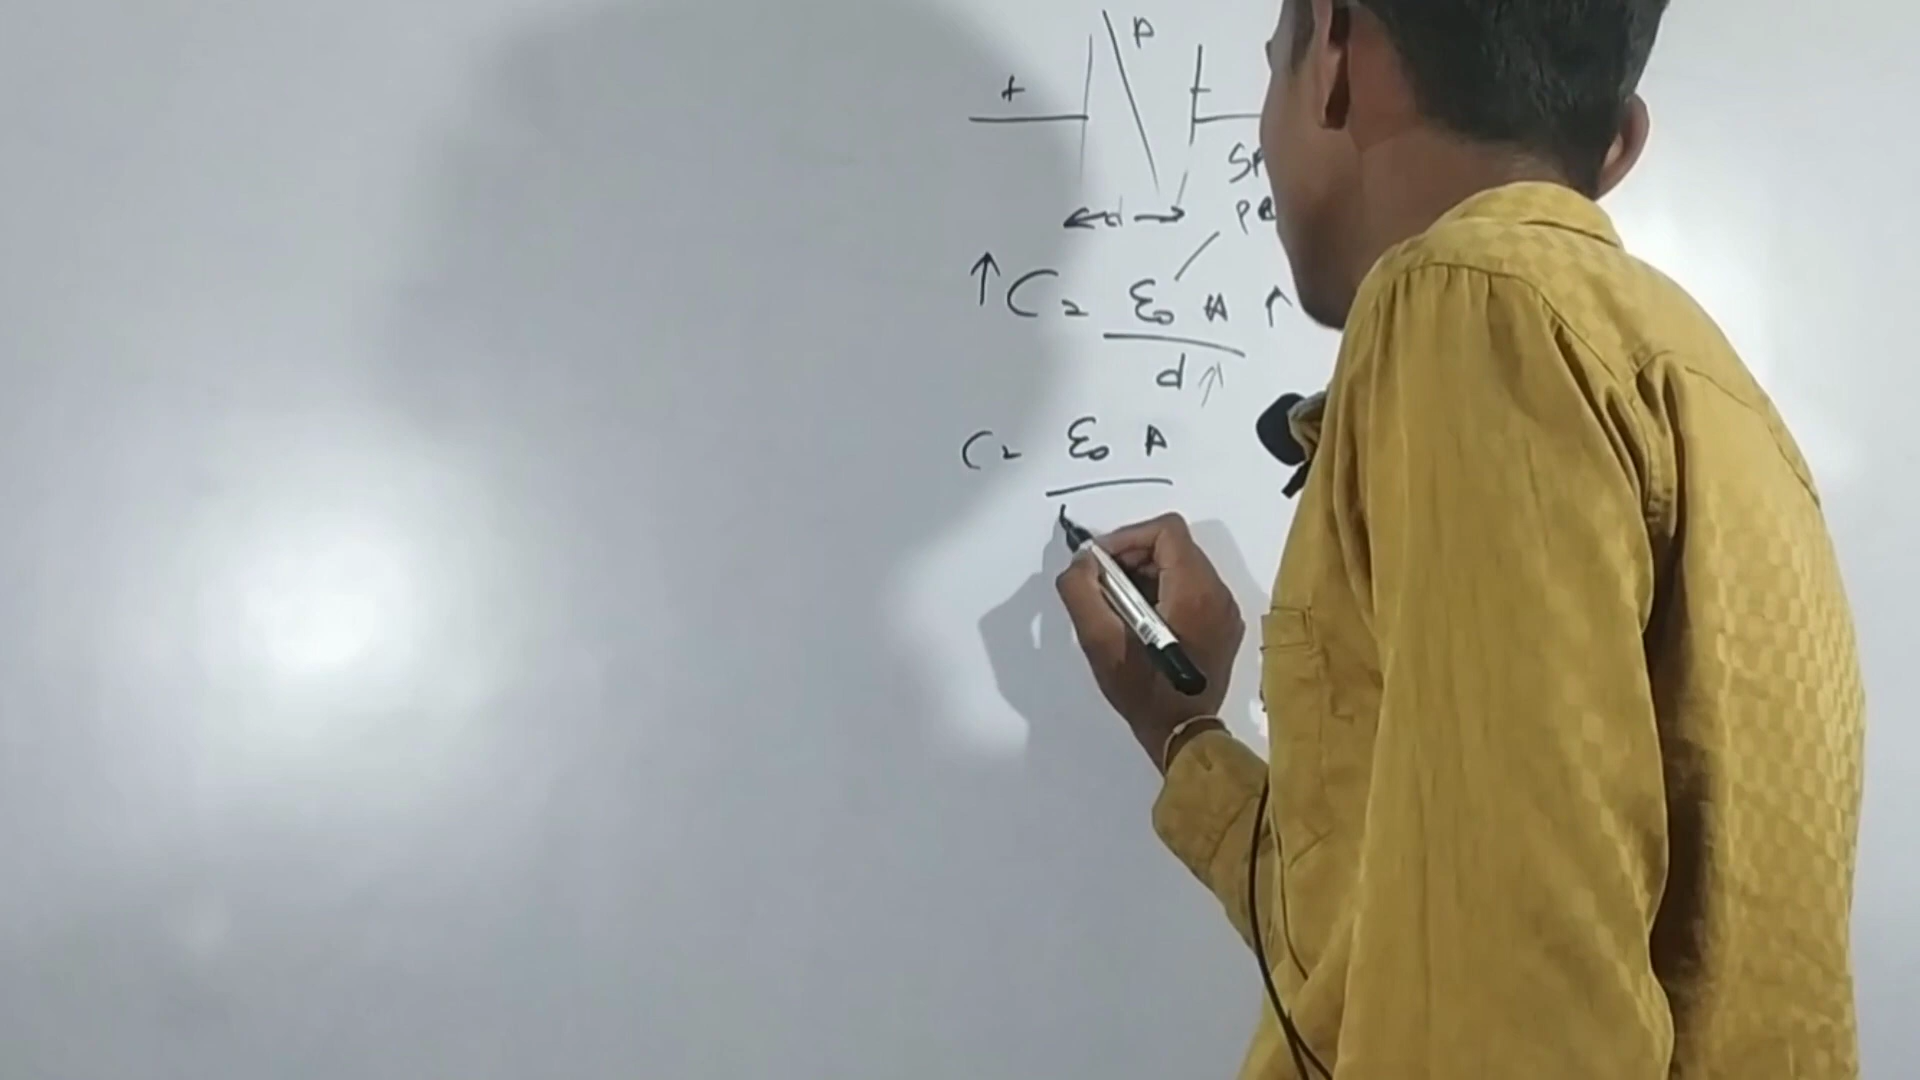 P
+ -
d
↑ C = ε₀ A ↑
d ↑
C = ε₀ A